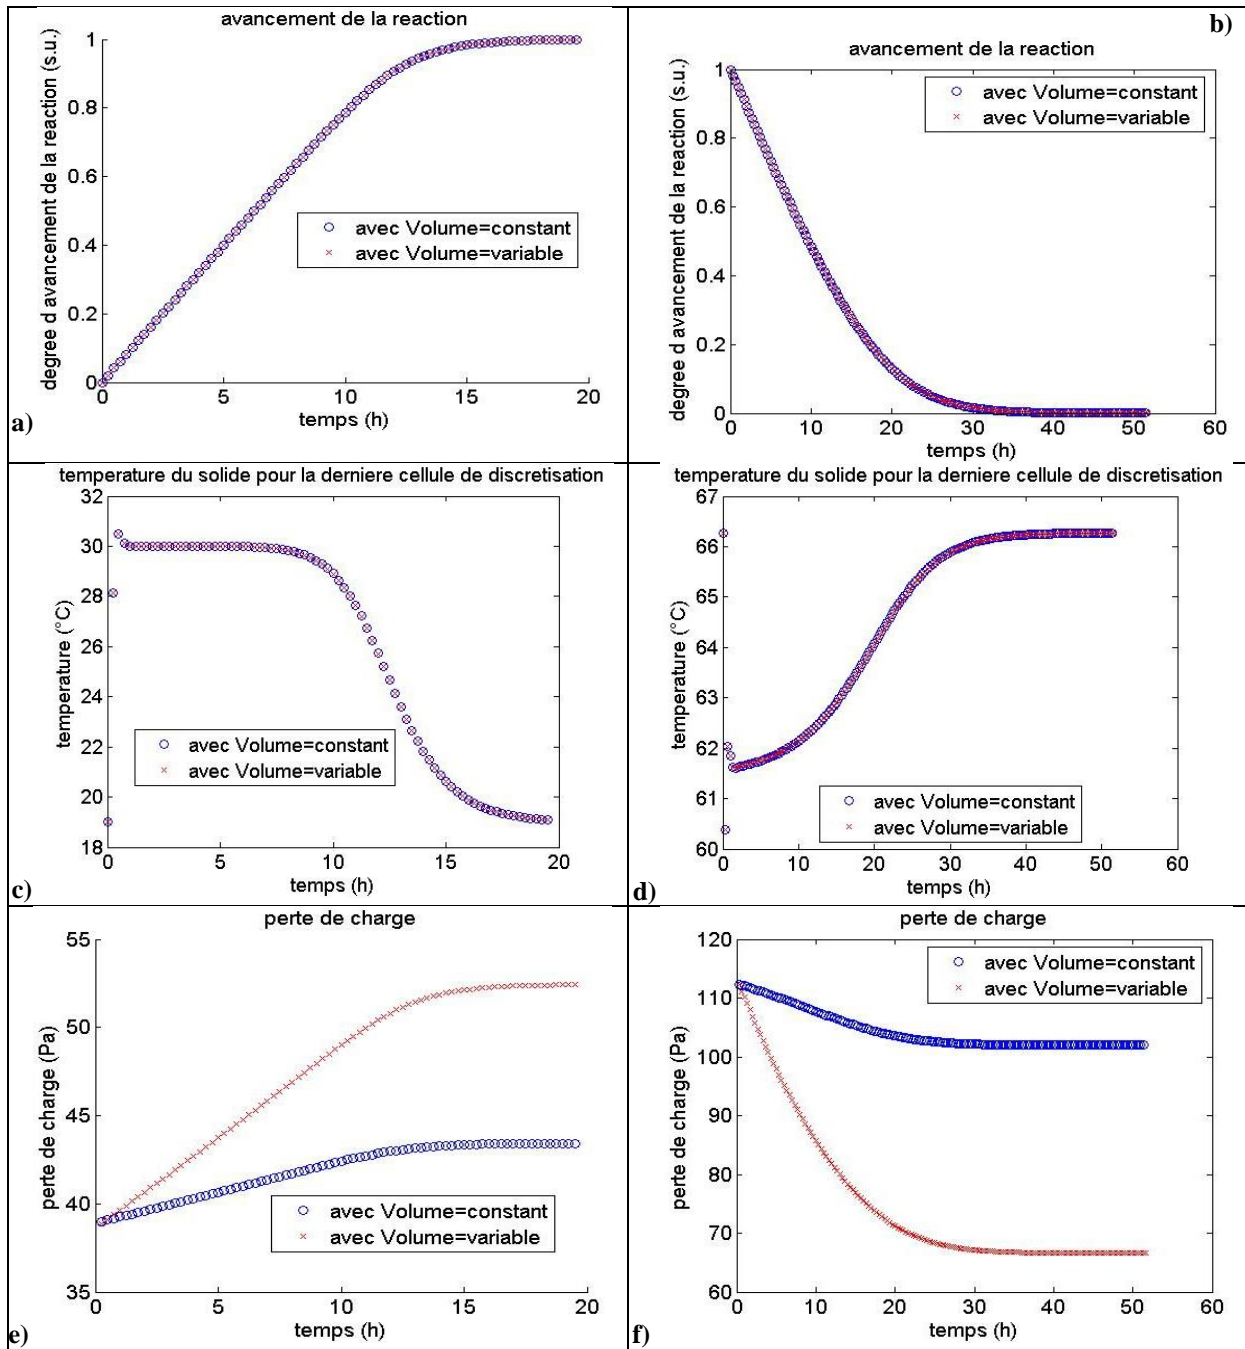 avancement de la reaction
degree d avancement de la reaction (s.u.)
1
0.8
0.6
0.4
0.2
0
avec Volume=constant
avec Volume=variable
0 5 10 15 20
temps (h)
a)
b)
avancement de la reaction
degree d avancement de la reaction (s.u.)
1
0.8
0.6
0.4
0.2
0
avec Volume=constant
avec Volume=variable
0 10 20 30 40 50 60
temps (h)
temperature du solide pour la derniere cellule de discretisation
temperature (°C)
32
30
28
26
24
22
20
18
avec Volume=constant
avec Volume=variable
0 5 10 15 20
temps (h)
c)
temperature du solide pour la derniere cellule de discretisation
temperature (°C)
67
66
65
64
63
62
61
60
avec Volume=constant
avec Volume=variable
0 10 20 30 40 50 60
temps (h)
d)
perte de charge
perte de charge (Pa)
55
50
45
40
35
avec Volume=constant
avec Volume=variable
0 5 10 15 20
temps (h)
e)
perte de charge
perte de charge (Pa)
120
110
100
90
80
70
60
avec Volume=constant
avec Volume=variable
0 10 20 30 40 50 60
temps (h)
f)